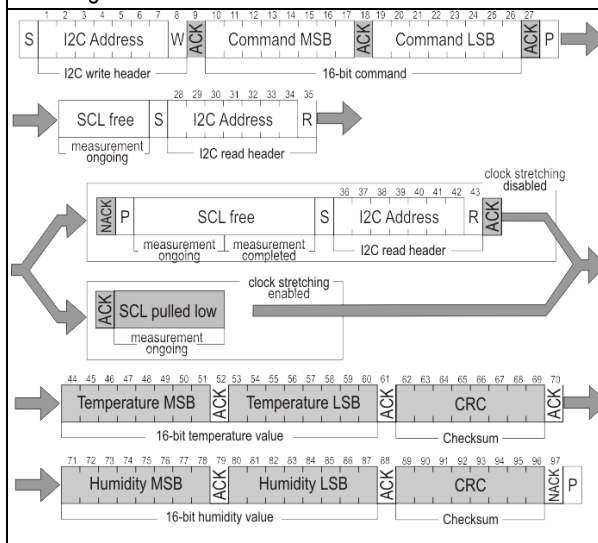 1 2 3 4 5 6 7 8 9 10 11 12 13 14 15 16 17 18 19 20 21 22 23 24 25 26 27
S I2C Address W ACK Command MSB ACK Command LSB ACK P
I2C write header 16-bit command
28 29 30 31 32 33 34 35
SCL free S I2C Address R
measurement
ongoing
I2C read header
clock stretching
disabled
36 37 38 39 40 41 42 43
NACK P SCL free S I2C Address R ACK
measurement
ongoing
measurement
completed
I2C read header
clock stretching
enabled
ACK SCL pulled low
measurement
ongoing
44 45 46 47 48 49 50 51 52 53 54 55 56 57 58 59 60 61 62 63 64 65 66 67 68 69 70
Temperature MSB ACK Temperature LSB ACK CRC ACK
16-bit temperature value Checksum
71 72 73 74 75 76 77 78 79 80 81 82 83 84 85 86 87 88 89 90 91 92 93 94 95 96 97
Humidity MSB ACK Humidity LSB ACK CRC NACK P
16-bit humidity value Checksum